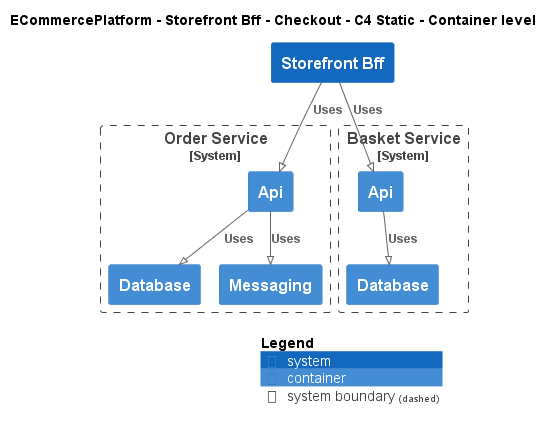 ECommercePlatform - Storefront Bff - Checkout - C4 Static - Container level
Storefront Bff
Uses Uses
Order Service
[System]
Basket Service
[System]
Api
Api
Uses Uses
Uses
Database
Messaging
Database
Legend
system
container
system boundary (dashed)